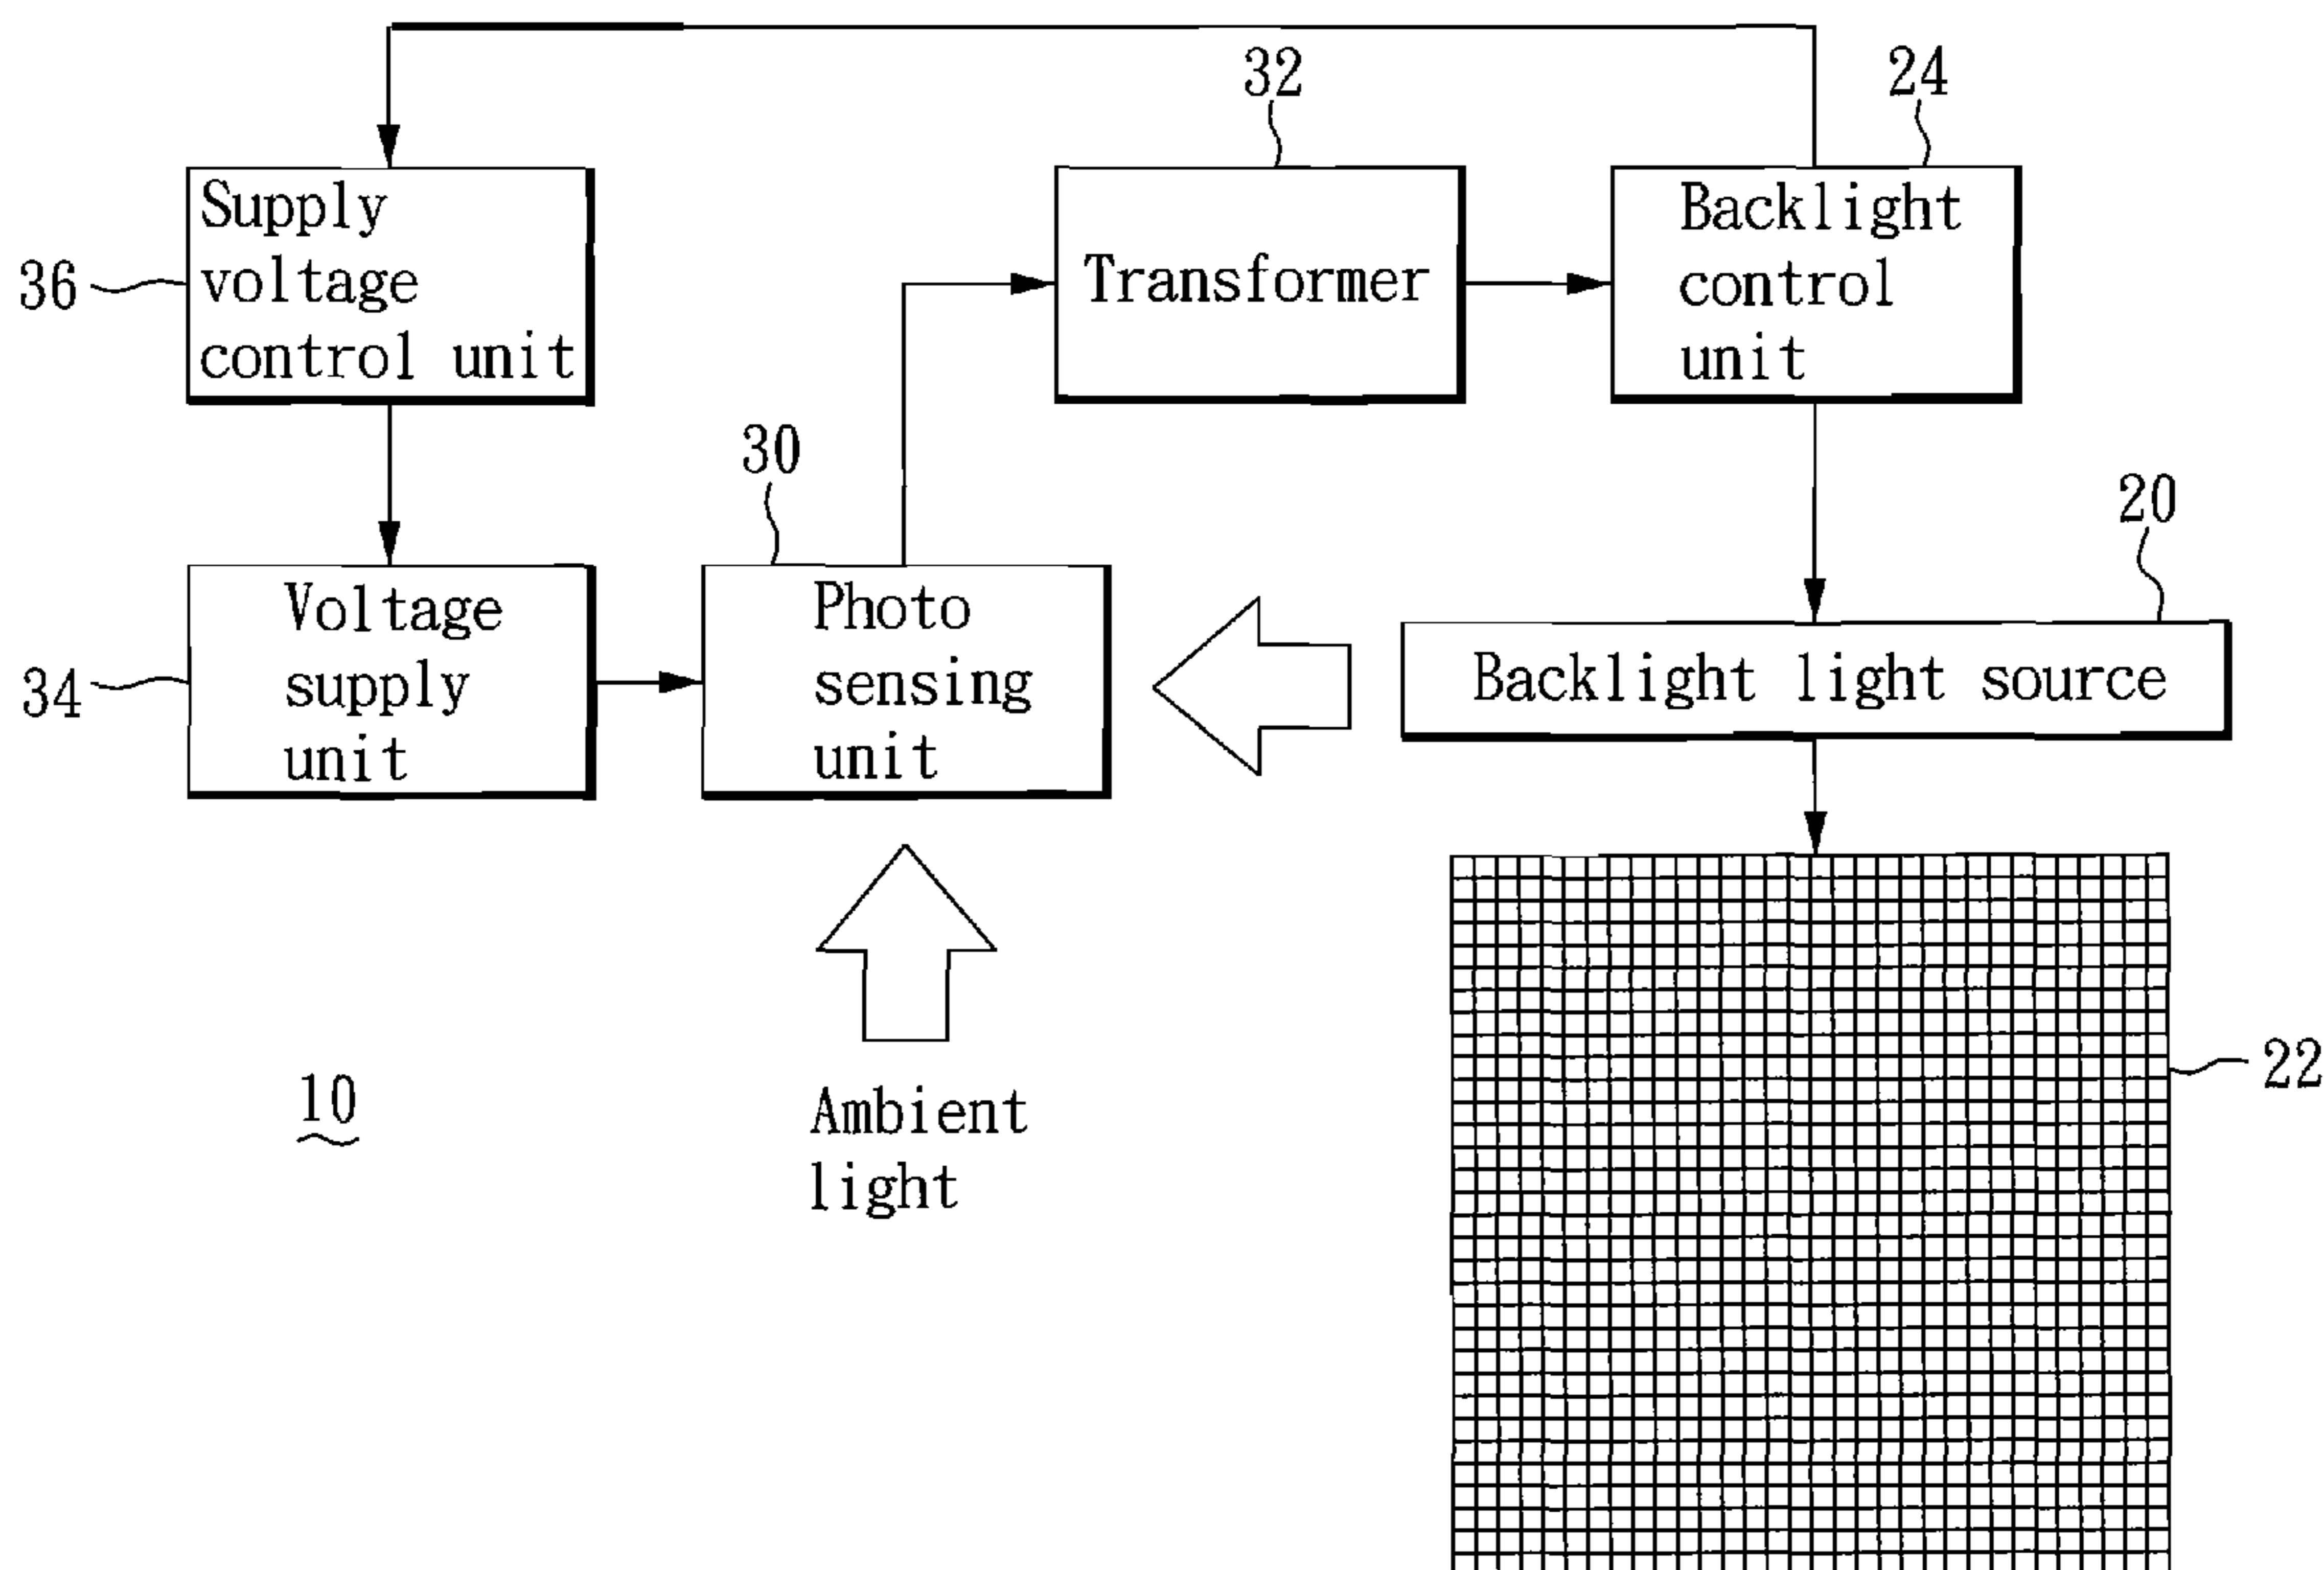 32
24
Supply
voltage
control unit
36
Transformer
Backlight
control
unit
30
20
Voltage
supply
unit
34
Photo
sensing
unit
Backlight light source
22
10
Ambient
light